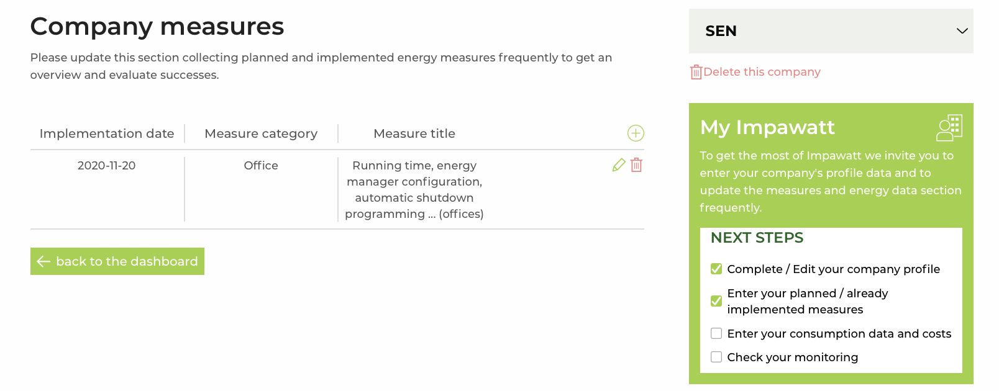 Company measures
Please update this section collecting planned and implemented energy measures frequently to get an
overview and evaluate successes.
Implementation date
Measure category
Measure title
2020-11-20
Office
Running time, energy
manager configuration,
automatic shutdown
programming ... (offices)
back to the dashboard
SEN
Delete this company
My Impawatt
To get the most of Impawatt we invite you to
enter your company's profile data and to
update the measures and energy data section
frequently.
NEXT STEPS
Complete / Edit your company profile
Enter your planned / already
implemented measures
Enter your consumption data and costs
Check your monitoring